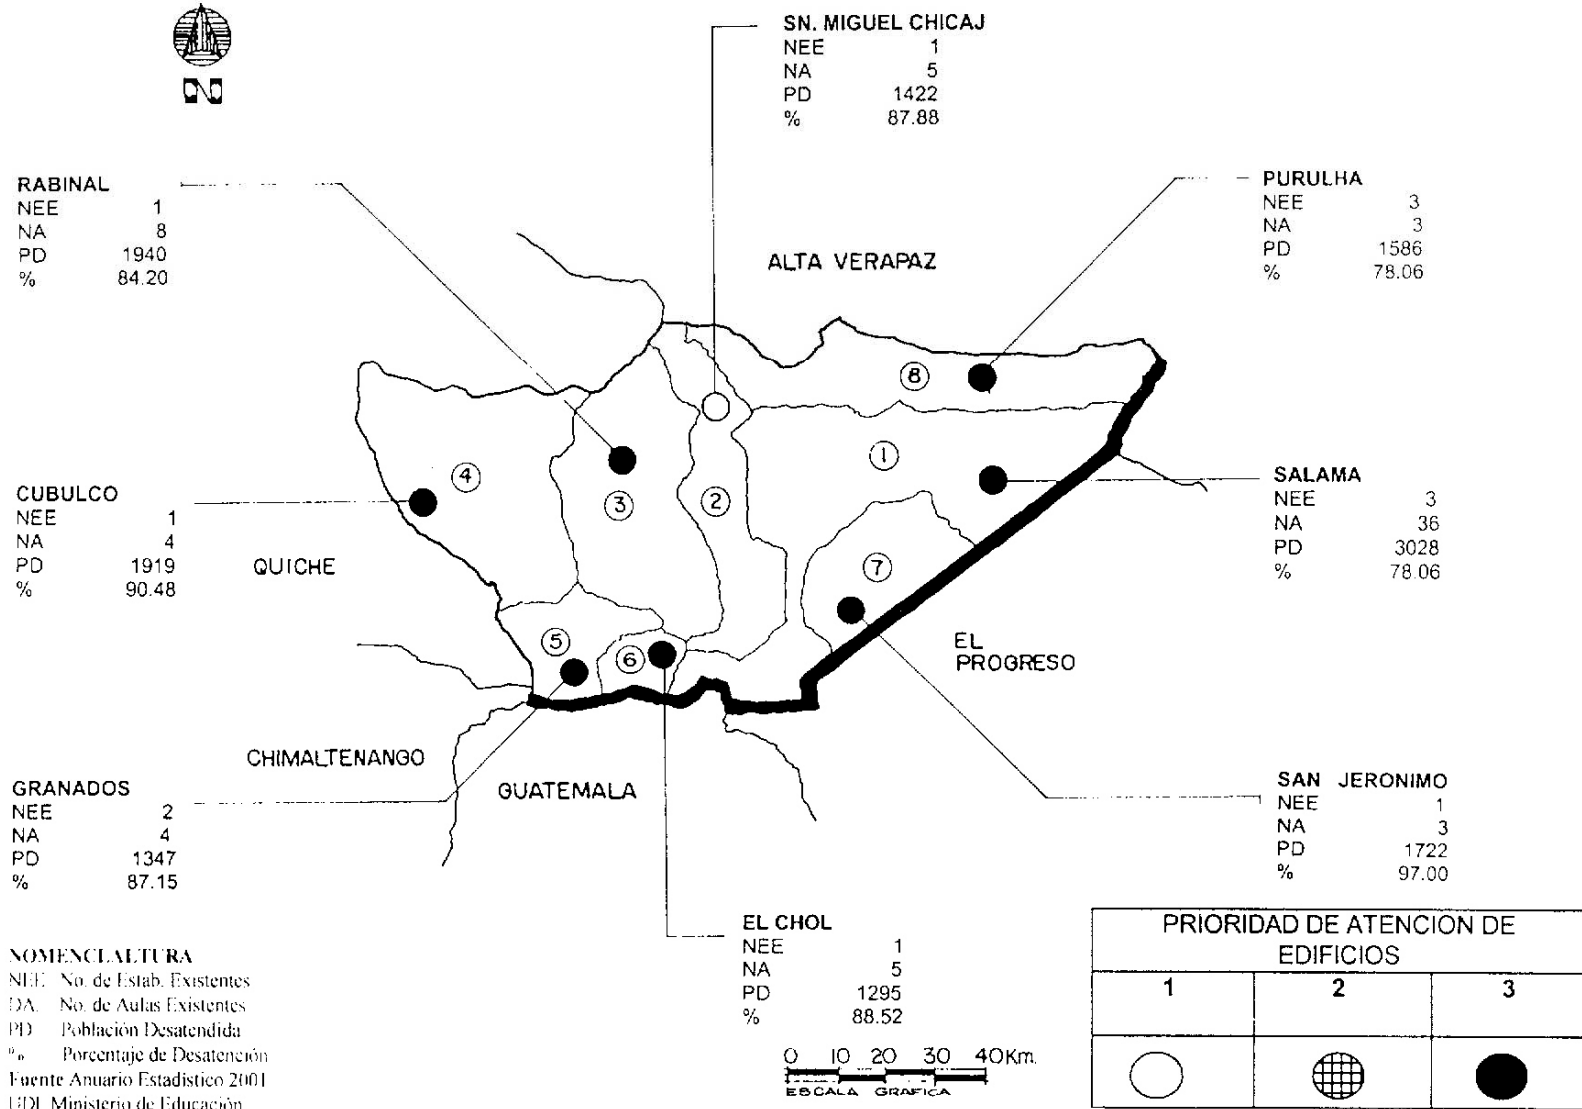 N
SN. MIGUEL CHICAJ
NEE 1
NA 5
PD 1422
% 87.88
RABINAL
NEE 1
NA 8
PD 1940
% 84.20
PURULHA
NEE 3
NA 3
PD 1586
% 78.06
ALTA VERAPAZ
8
1
4
3
2
7
5
6
CUBULCO
NEE 1
NA 4
PD 1919
% 90.48
QUICHE
SALAMA
NEE 3
NA 36
PD 3028
% 78.06
EL
PROGRESO
CHIMALTENANGO
GUATEMALA
GRANADOS
NEE 2
NA 4
PD 1347
% 87.15
SAN JERONIMO
NEE 1
NA 3
PD 1722
% 97.00
EL CHOL
NEE 1
NA 5
PD 1295
% 88.52
NOMENCLALTURA
NEE No. de Estab. Existentes
DA. No. de Aulas Existentes
PD Población Desatendida
% Porcentaje de Desatención
Fuente Anuario Estadistico 2001
UDI Ministerio de Educación
0 10 20 30 40Km.
ESCALA GRAFICA
PRIORIDAD DE ATENCION DE
EDIFICIOS
1 2 3